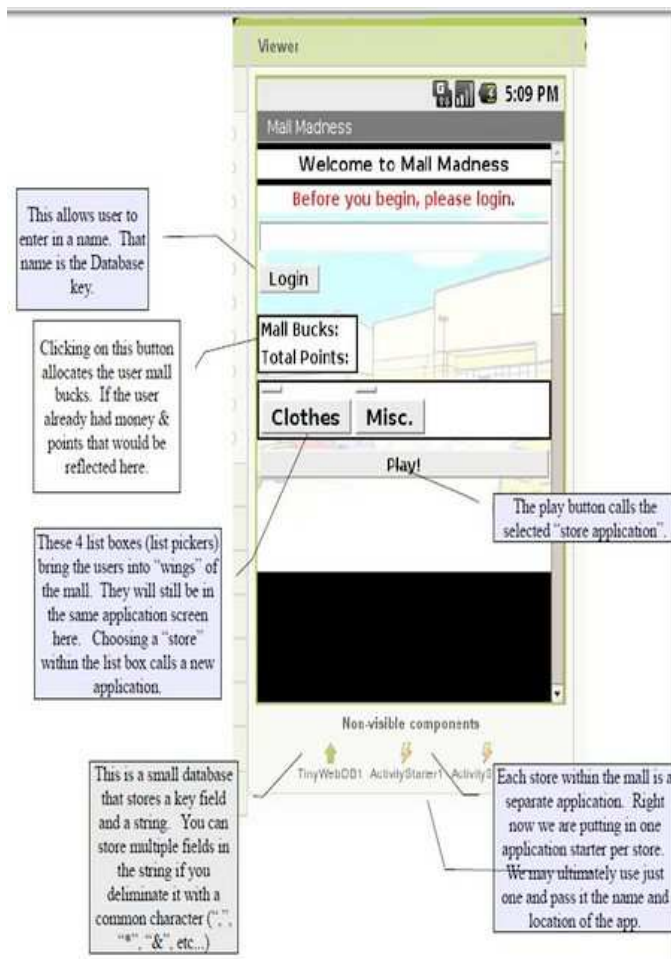 Viewer
5:09 PM
Mall Madness
Welcome to Mall Madness
Before you begin, please login.
This allows user to
enter in a name. That
name is the Database
key.
Login
Clicking on this button
allocates the user mall
bucks. If the user
already had money &
points that would be
reflected here.
Mall Bucks:
Total Points:
Clothes Misc.
Play!
The play button calls the
selected “store application”.
These 4 list boxes (list pickers)
bring the users into “wings” of
the mall. They will still be in
the same application screen
here. Choosing a “store”
within the list box calls a new
application.
Non-visible components
TinyWebDB1 ActivityStarter1 ActivityS
This is a small database
that stores a key field
and a string. You can
store multiple fields in
the string if you
deliminate it with a
common character (“,”,
“*”, “&”, etc...)
Each store within the mall is a
separate application. Right
now we are putting in one
application starter per store.
We may ultimately use just
one and pass it the name and
location of the app.